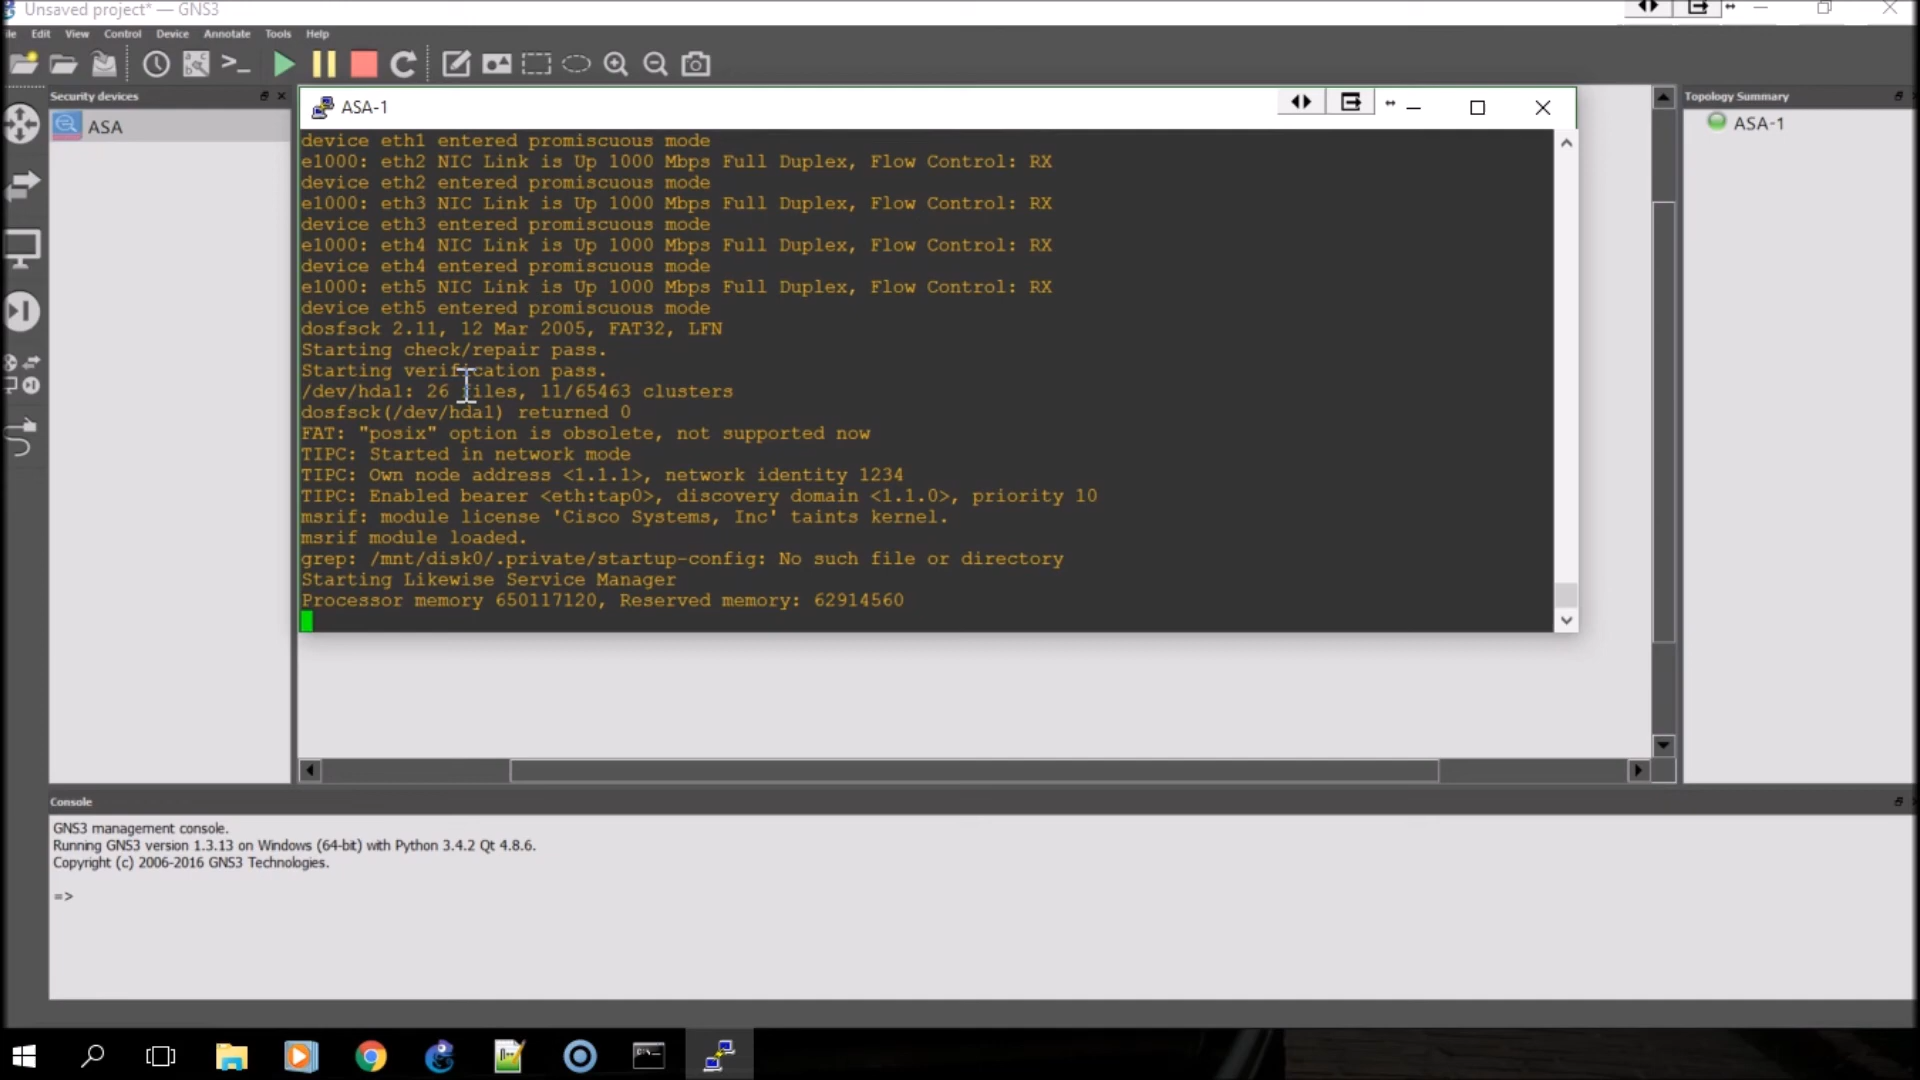 Unsaved project* — GNS3
Edit View Control Device Annotate Tools Help
Security devices
ASA
ASA-1
device eth1 entered promiscuous mode
e1000: eth2 NIC Link is Up 1000 Mbps Full Duplex, Flow Control: RX
device eth2 entered promiscuous mode
e1000: eth3 NIC Link is Up 1000 Mbps Full Duplex, Flow Control: RX
device eth3 entered promiscuous mode
e1000: eth4 NIC Link is Up 1000 Mbps Full Duplex, Flow Control: RX
device eth4 entered promiscuous mode
e1000: eth5 NIC Link is Up 1000 Mbps Full Duplex, Flow Control: RX
device eth5 entered promiscuous mode
dosfsck 2.11, 12 Mar 2005, FAT32, LFN
Starting check/repair pass.
Starting verification pass.
/dev/hda1: 26 files, 11/65463 clusters
dosfsck(/dev/hda1) returned 0
FAT: "posix" option is obsolete, not supported now
TIPC: Started in network mode
TIPC: Own node address <1.1.1>, network identity 1234
TIPC: Enabled bearer <eth:tap0>, discovery domain <1.1.0>, priority 10
msrif: module license 'Cisco Systems, Inc' taints kernel.
msrif module loaded.
grep: /mnt/disk0/.private/startup-config: No such file or directory
Starting Likewise Service Manager
Processor memory 650117120, Reserved memory: 62914560
Topology Summary
ASA-1
Console
GNS3 management console.
Running GNS3 version 1.3.13 on Windows (64-bit) with Python 3.4.2 Qt 4.8.6.
Copyright (c) 2006-2016 GNS3 Technologies.
=>